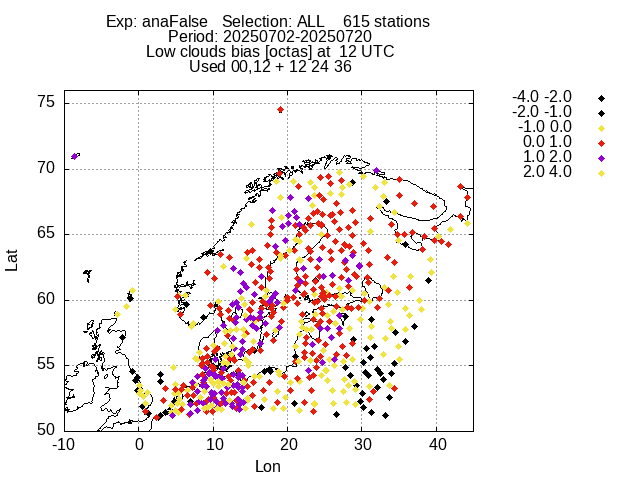 Exp: anaFalse Selection: ALL 615 stations
Period: 20250702-20250720
Low clouds bias [octas] at 12 UTC
Used 00,12 + 12 24 36
-4.0 -2.0
-2.0 -1.0
-1.0 0.0
0.0 1.0
1.0 2.0
2.0 4.0
75
70
65
60
55
50
Lat
-10 0 10 20 30 40
Lon